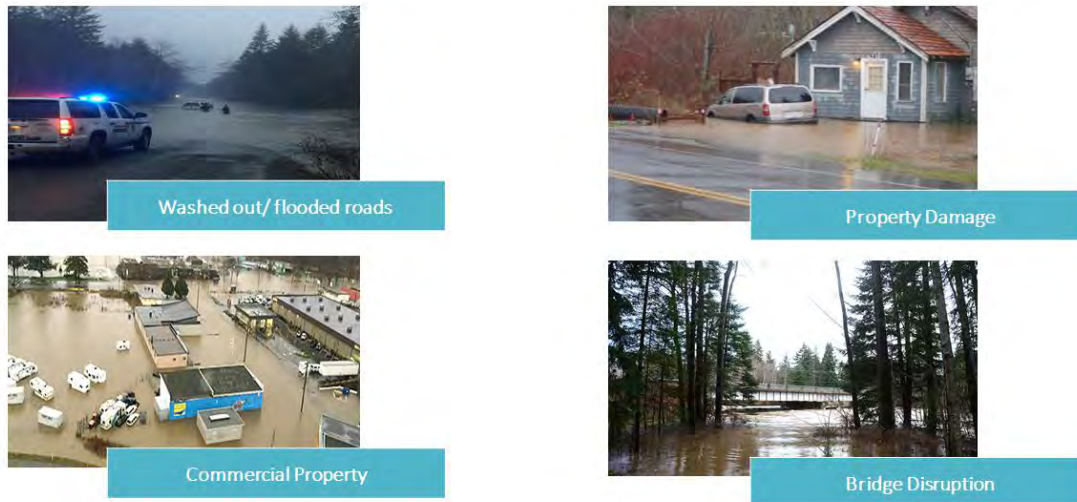 Washed out/ flooded roads
Property Damage
Commercial Property
Bridge Disruption